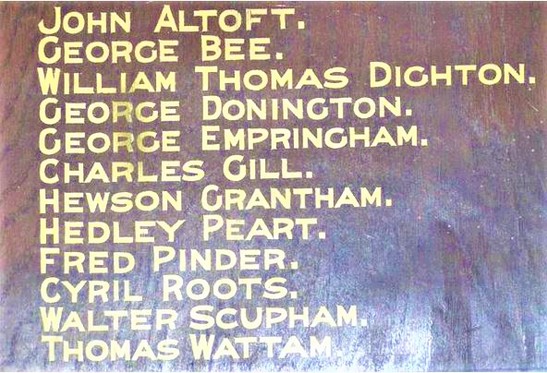 JOHN ALTOFT.
GEORGE BEE.
WILLIAM THOMAS DIGHTON.
GEORGE DONINGTON.
GEORGE EMPRINGHAM.
CHARLES GILL.
HEWSON GRANTHAM.
HEDLEY PEART.
FRED PINDER.
CYRIL ROOTS.
WALTER SCUPHAM.
THOMAS WATTAM